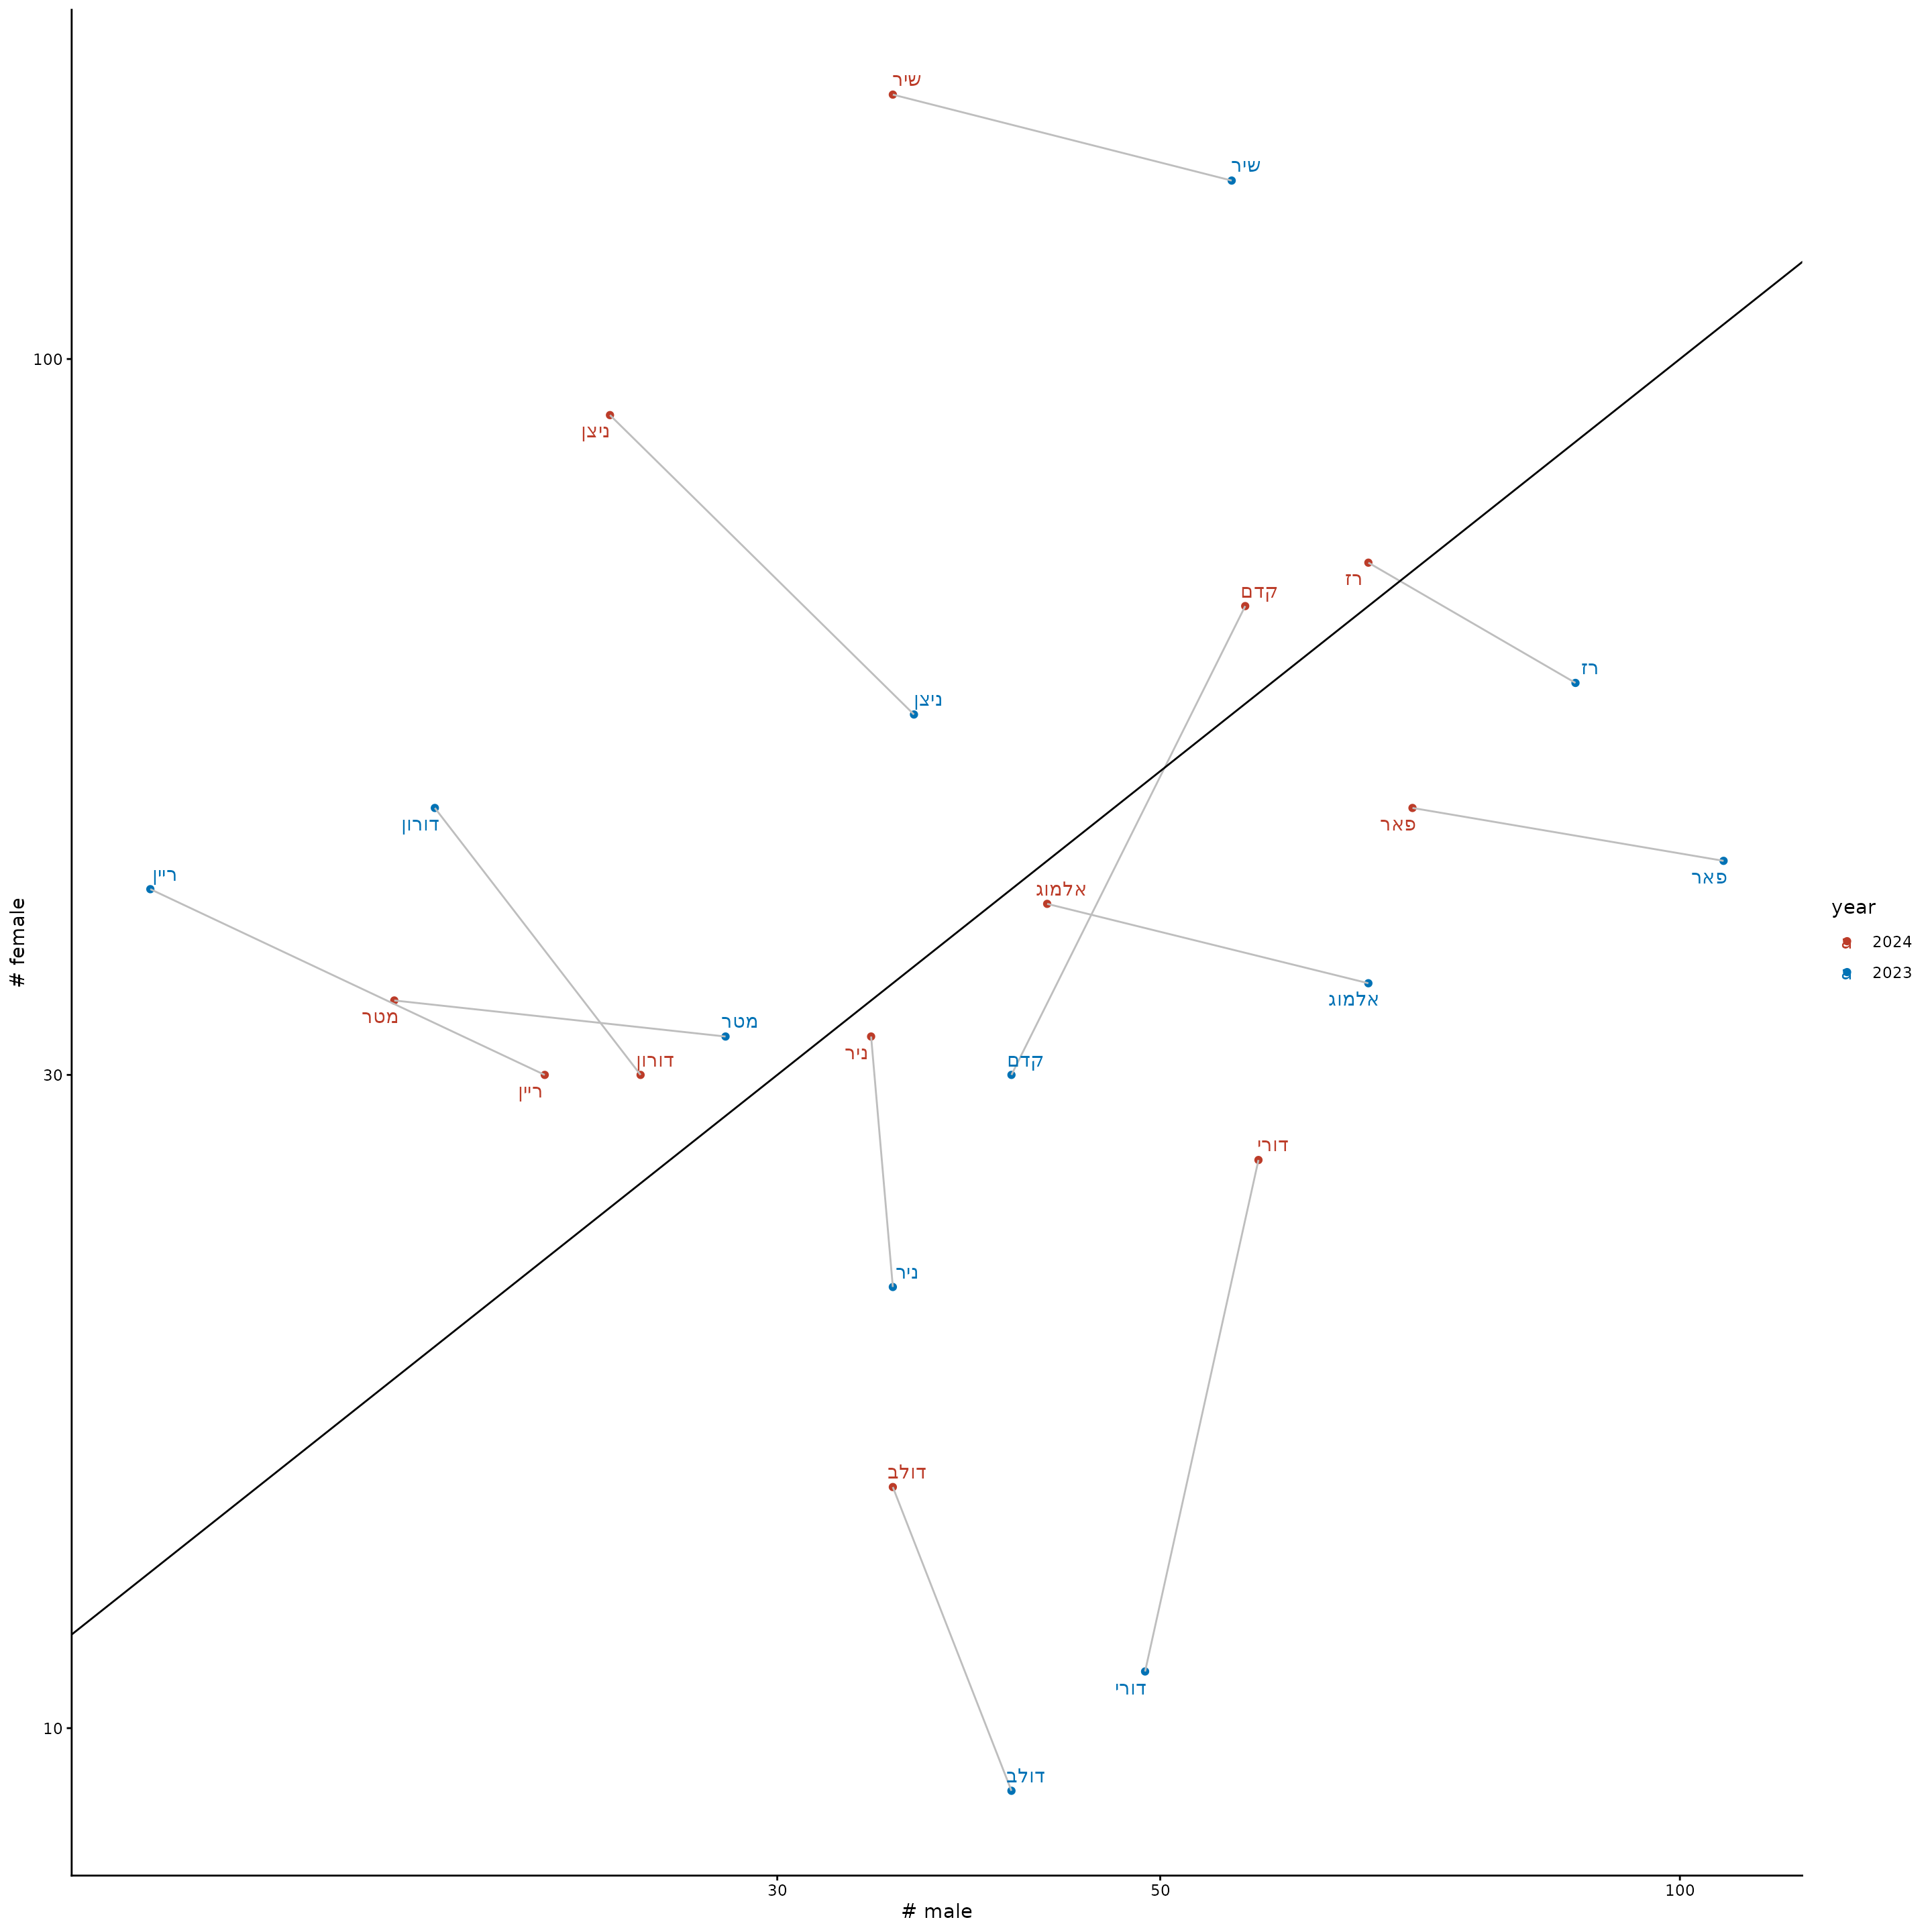 שיר
שיר
100
ניצן
רז
קדם
רז
ניצן
דורון
פאר
ריין
פאר
אלמוג
year
# female
2024
2023
אלמוג
מטר
מטר
ניר
דורון
קדם
30
ריין
דורי
ניר
דולב
דורי
10
דולב
30
50
100
# male